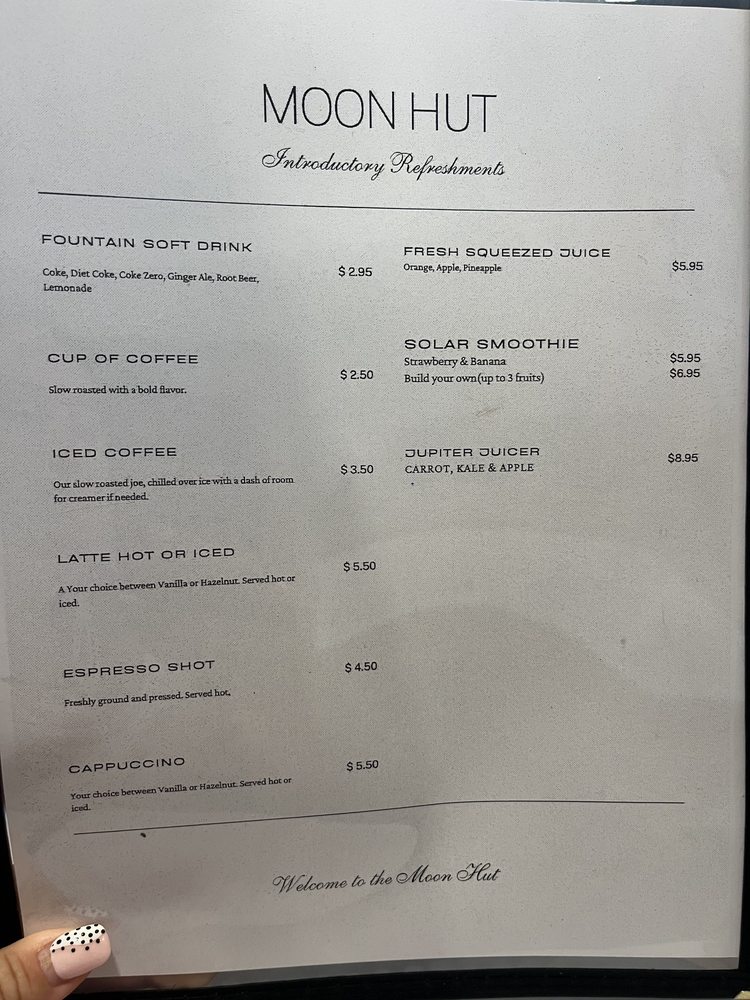 MOON HUT
Introductory Refreshments
FOUNTAIN SOFT DRINK
Coke, Diet Coke, Coke Zero, Ginger Ale, Root Beer,
Lemonade
$ 2.95
CUP OF COFFEE
Slow roasted with a bold flavor.
$ 2.50
ICED COFFEE
Our slow roasted joe, chilled over ice with a dash of room
for creamer if needed.
$ 3.50
LATTE HOT OR ICED
A Your choice between Vanilla or Hazelnut. Served hot or
iced.
$ 5.50
ESPRESSO SHOT
Freshly ground and pressed. Served hot.
$ 4.50
CAPPUCCINO
Your choice between Vanilla or Hazelnut. Served hot or
iced.
$ 5.50
FRESH SQUEEZED JUICE
Orange, Apple, Pineapple
$5.95
SOLAR SMOOTHIE
Strawberry & Banana $5.95
Build your own(up to 3 fruits) $6.95
JUPITER JUICER
CARROT, KALE & APPLE
$8.95
Welcome to the Moon Hut